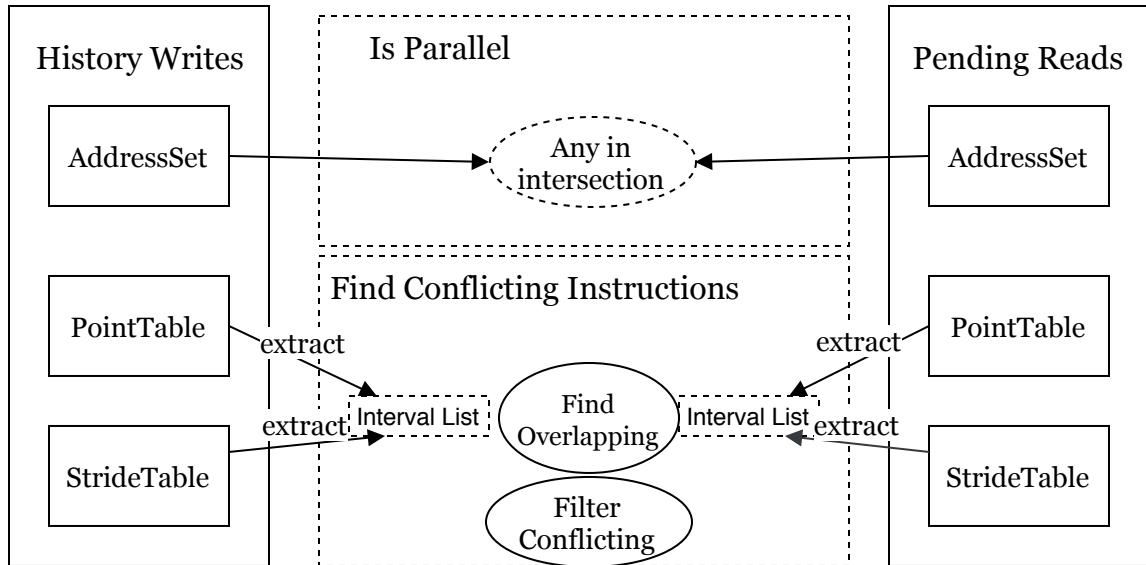 History Writes
AddressSet
PointTable
StrideTable
Is Parallel
Any in
intersection
Find Conflicting Instructions
extract
extract
Interval List
Find
Overlapping
Interval List
Filter
Conflicting
extract
extract
Pending Reads
AddressSet
PointTable
StrideTable